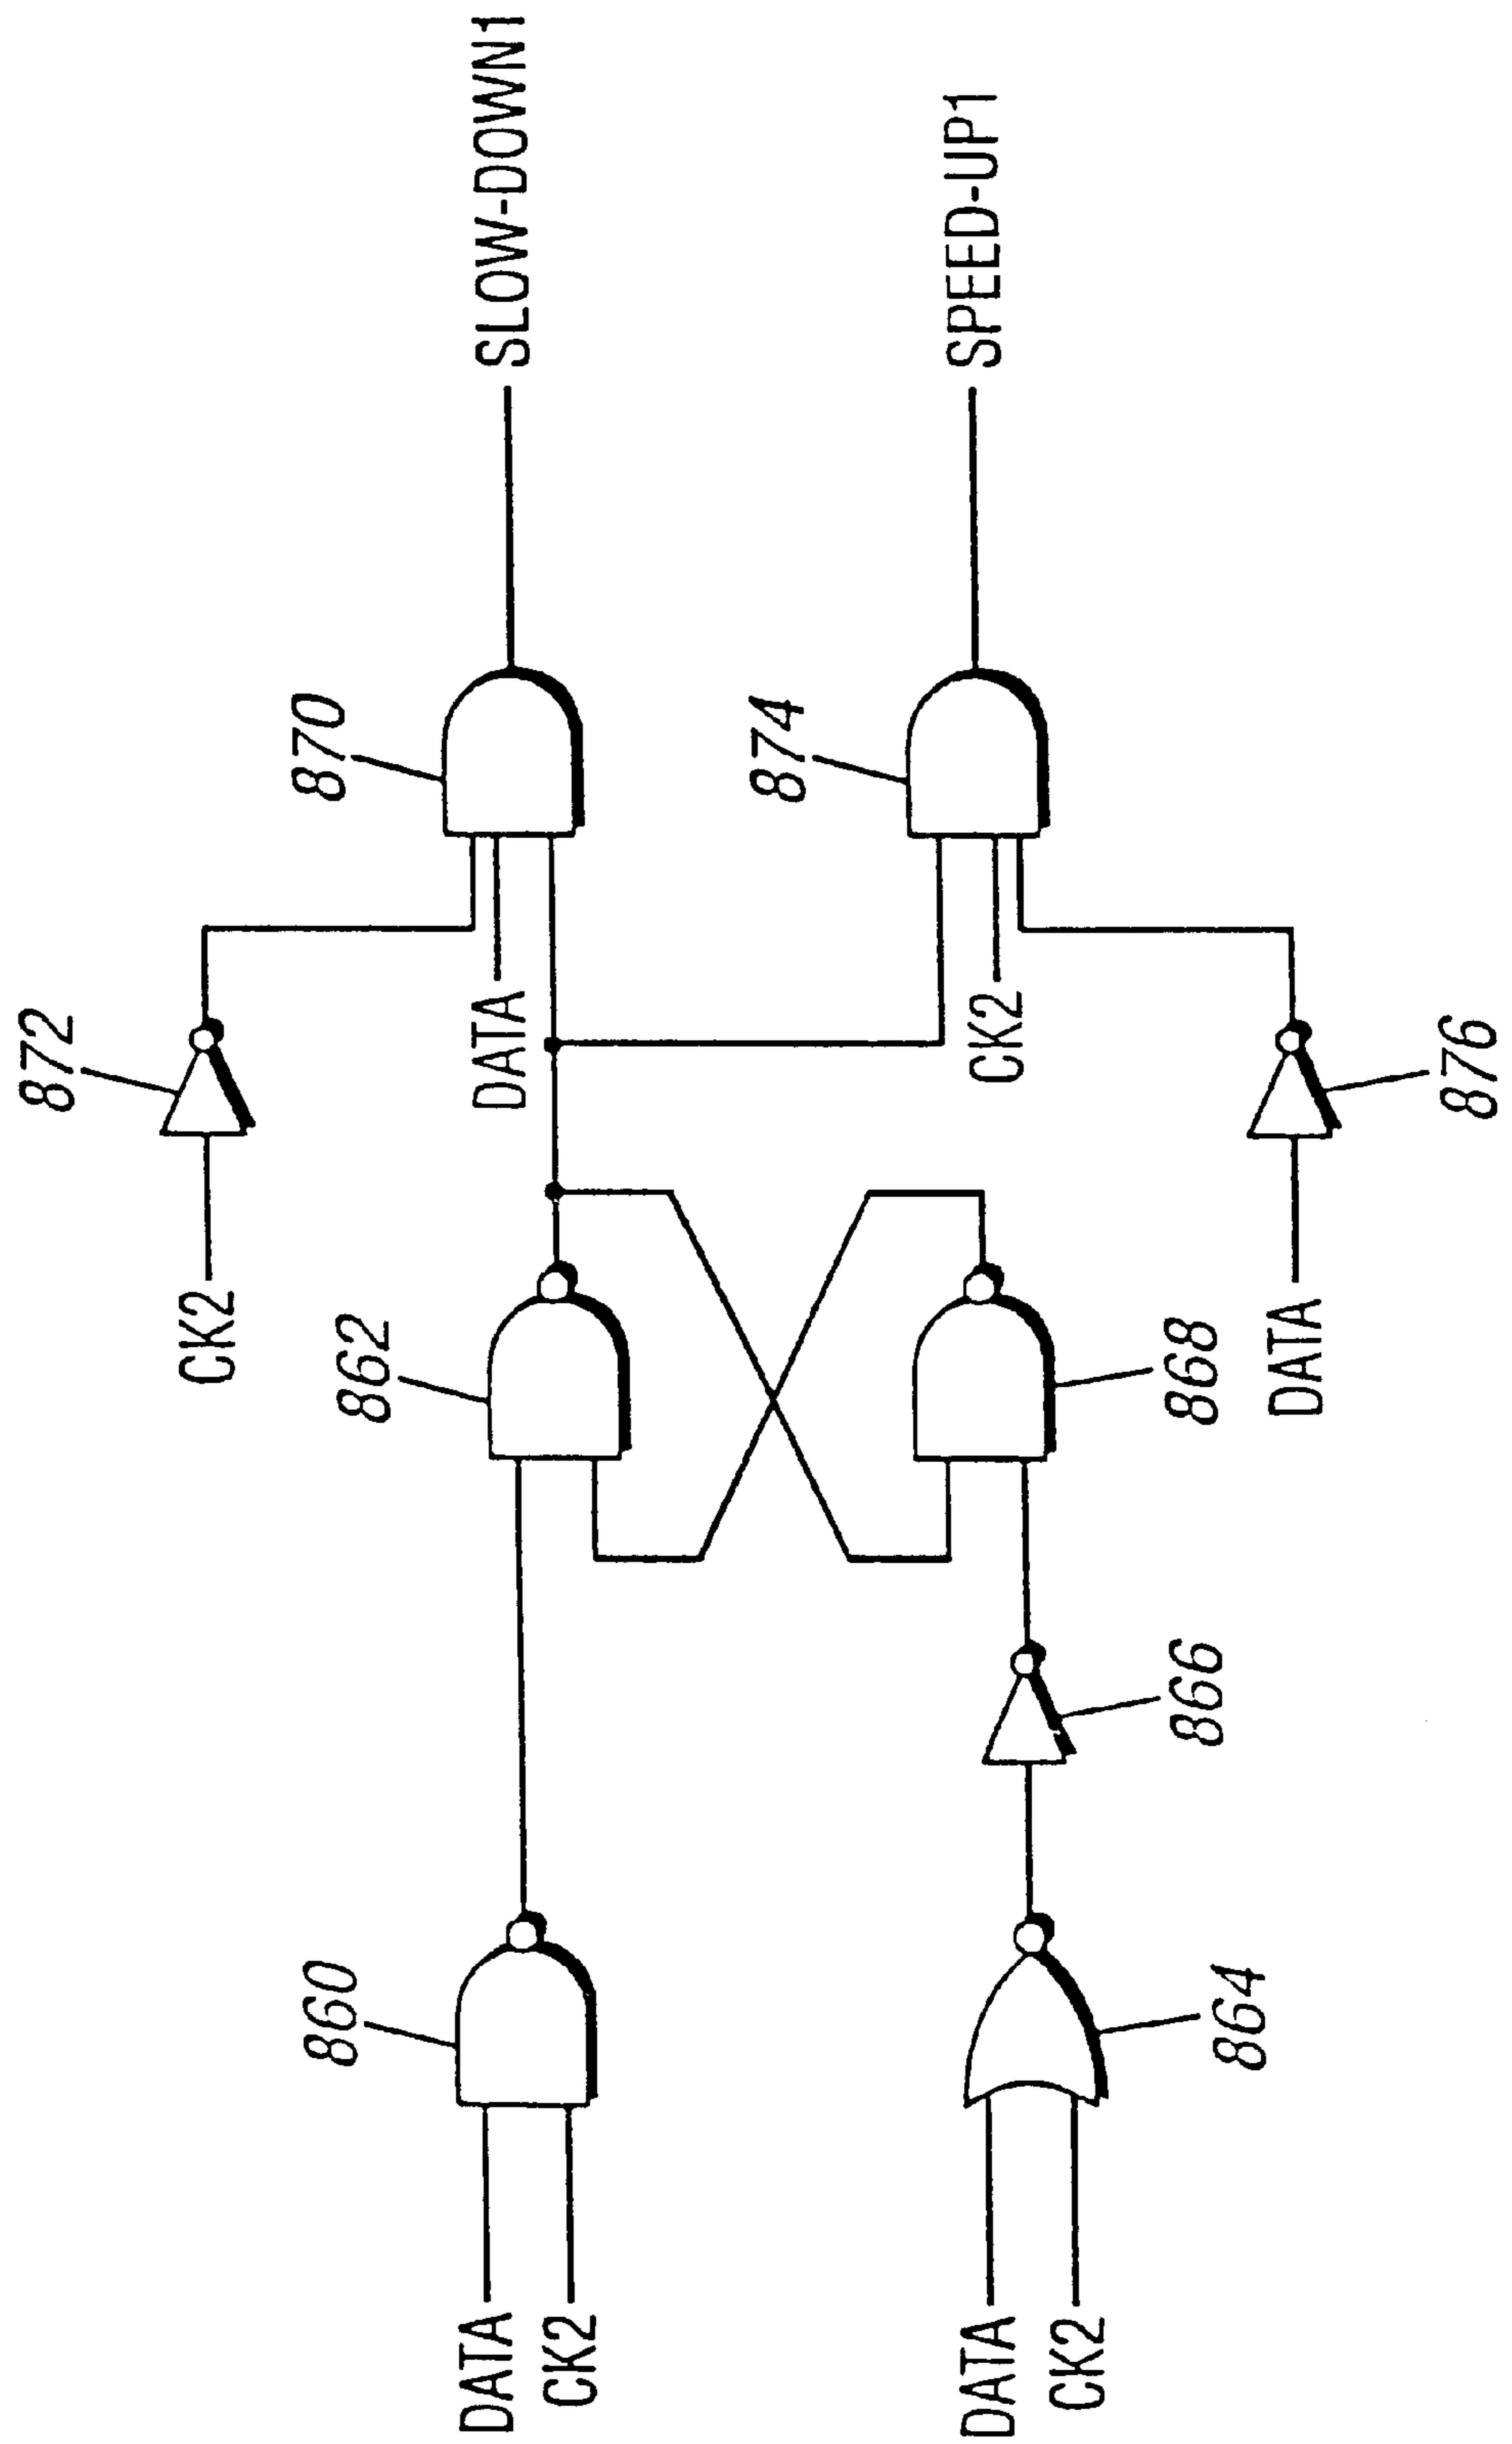 872
CK2
870
SLOW-DOWN1
862
DATA
860
DATA
CK2
874
SPEED-UP1
CK2
868
866
864
DATA
CK2
DATA
876